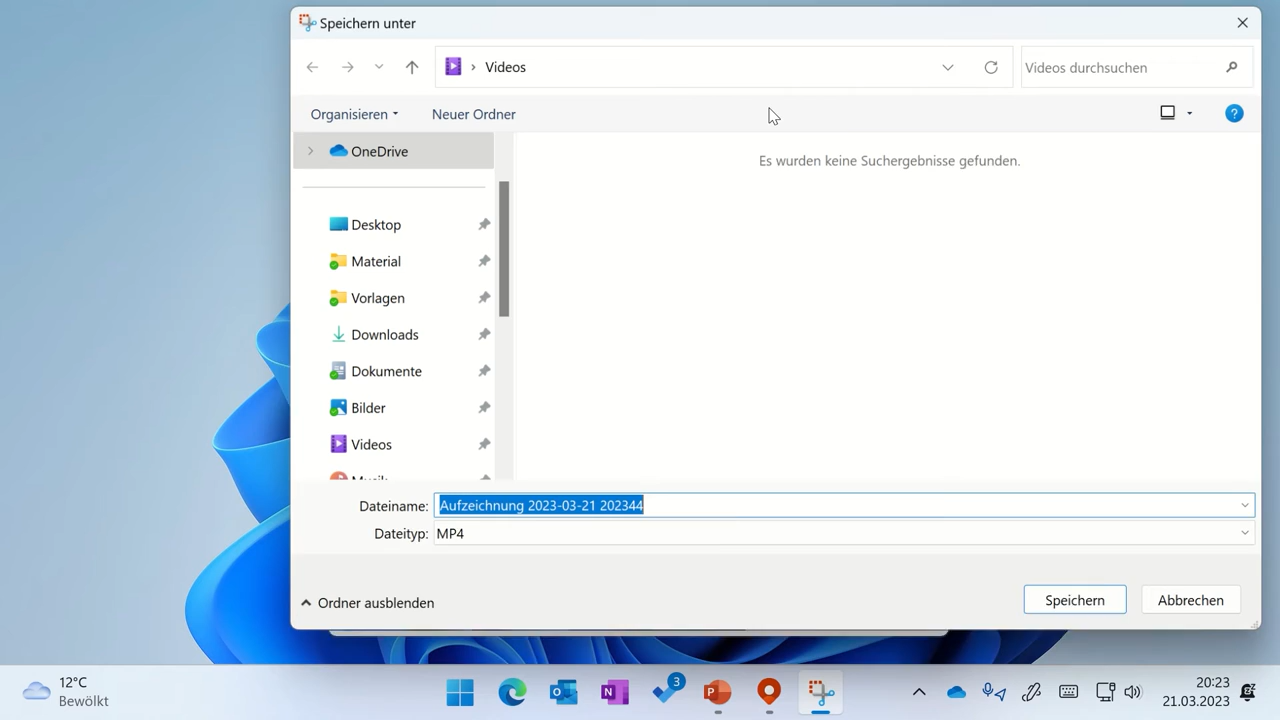 Speichern unter
Videos
Videos durchsuchen
Organisieren
Neuer Ordner
?
OneDrive
Es wurden keine Suchergebnisse gefunden.
Desktop
Material
Vorlagen
Downloads
Dokumente
Bilder
Videos
Musik
Dateiname: Aufzeichnung 2023-03-21 202344
Dateityp: MP4
Ordner ausblenden
Speichern
Abbrechen
12°C
Bewölkt
3
20:23
21.03.2023